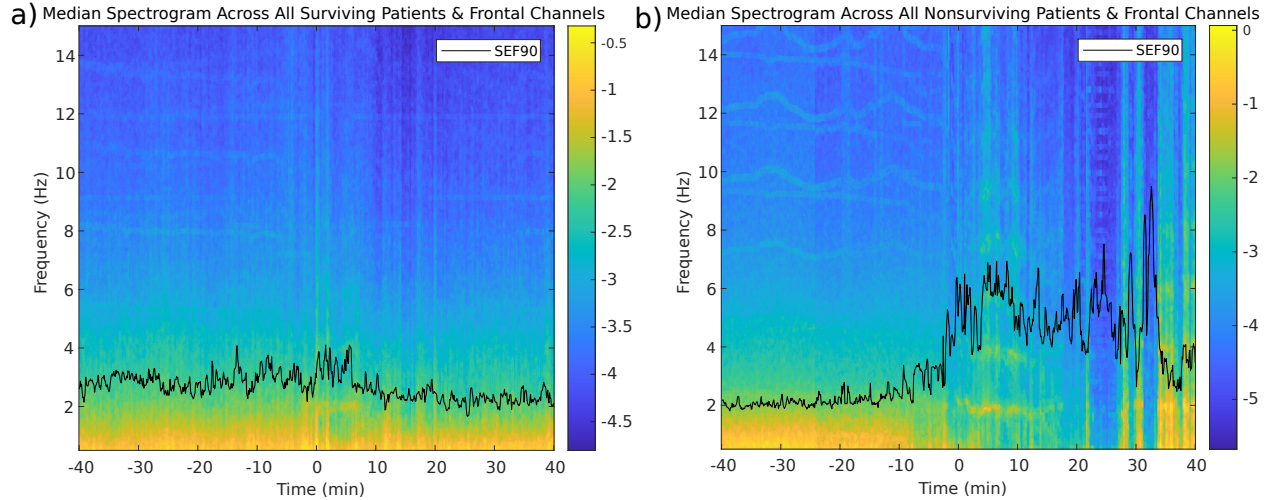 a) Median Spectrogram Across All Surviving Patients & Frontal Channels
SEF90
Frequency (Hz)
14
12
10
8
6
4
2
-40 -30 -20 -10 0 10 20 30 40
Time (min)
-0.5
-1
-1.5
-2
-2.5
-3
-3.5
-4
-4.5
b) Median Spectrogram Across All Nonsurviving Patients & Frontal Channels
SEF90
Frequency (Hz)
14
12
10
8
6
4
2
-40 -30 -20 -10 0 10 20 30 40
Time (min)
0
-1
-2
-3
-4
-5